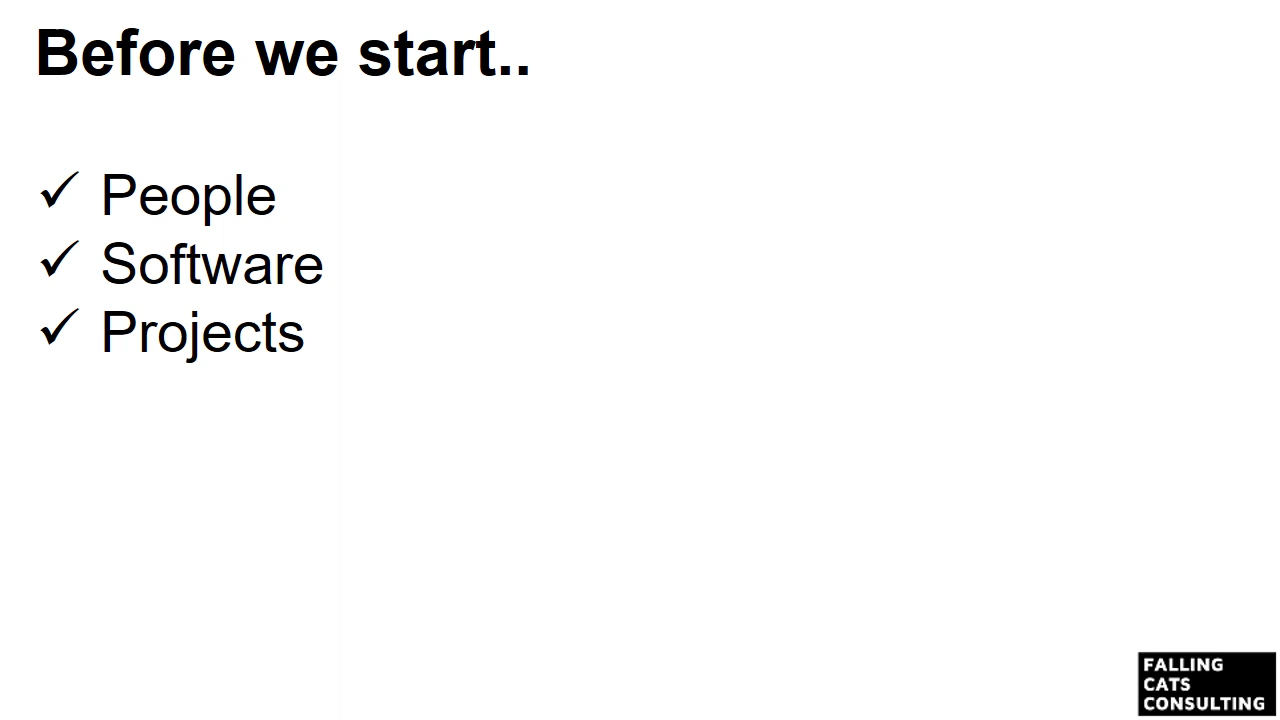 Before we start..
✓ People
✓ Software
✓ Projects
FALLING
CATS
CONSULTING